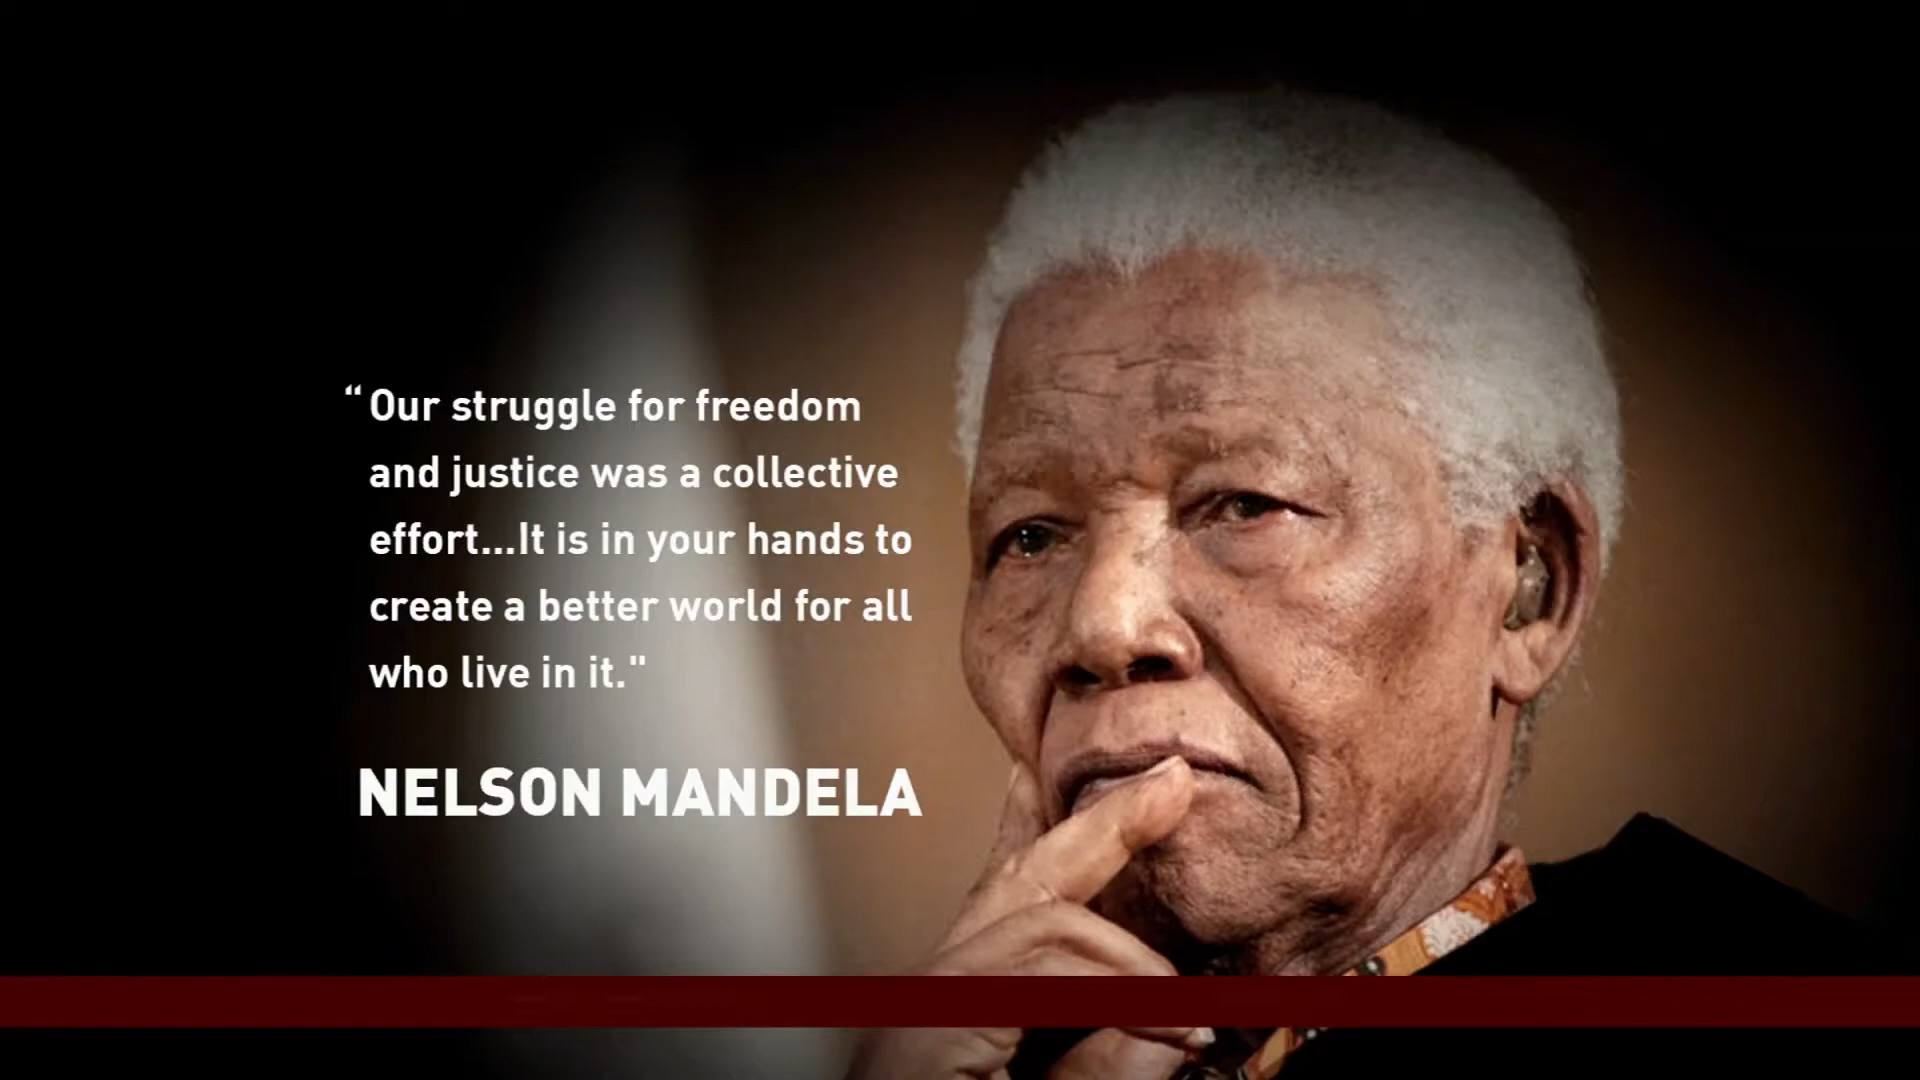 “Our struggle for freedom
and justice was a collective
effort...It is in your hands to
create a better world for all
who live in it."
NELSON MANDELA